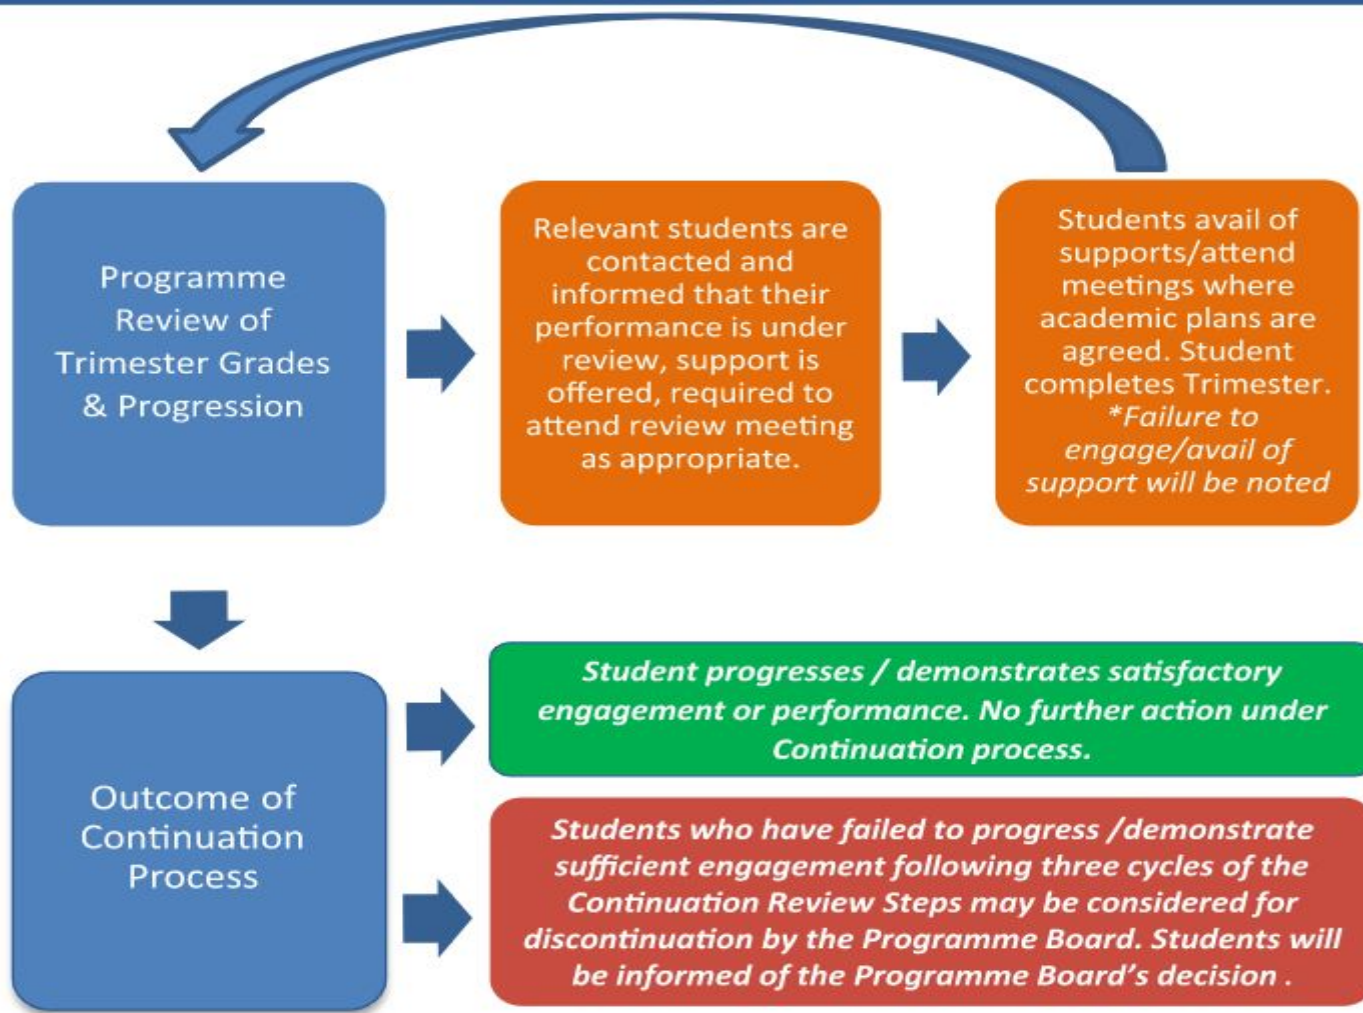 Programme
Review of
Trimester Grades
& Progression
Relevant students are
contacted and
informed that their
performance is under
review, support is
offered, required to
attend review meeting
as appropriate.
Students avail of
supports/attend
meetings where
academic plans are
agreed. Student
completes Trimester.
*Failure to
engage/avail of
support will be noted
Outcome of
Continuation
Process
Student progresses / demonstrates satisfactory
engagement or performance. No further action under
Continuation process.
Students who have failed to progress /demonstrate
sufficient engagement following three cycles of the
Continuation Review Steps may be considered for
discontinuation by the Programme Board. Students will
be informed of the Programme Board's decision .